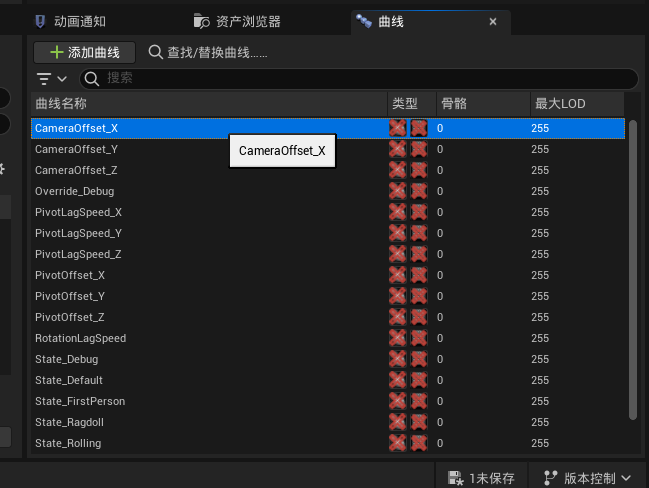 动画通知 资产浏览器 曲线
添加曲线 查找/替换曲线……
搜索
曲线名称 类型 骨骼 最大LOD
CameraOffset_X 0 255
CameraOffset_X
CameraOffset_Y 0 255
CameraOffset_Z 0 255
Override_Debug 0 255
PivotLagSpeed_X 0 255
PivotLagSpeed_Y 0 255
PivotLagSpeed_Z 0 255
PivotOffset_X 0 255
PivotOffset_Y 0 255
PivotOffset_Z 0 255
RotationLagSpeed 0 255
State_Debug 0 255
State_Default 0 255
State_FirstPerson 0 255
State_Ragdoll 0 255
State_Rolling 0 255
1未保存 版本控制